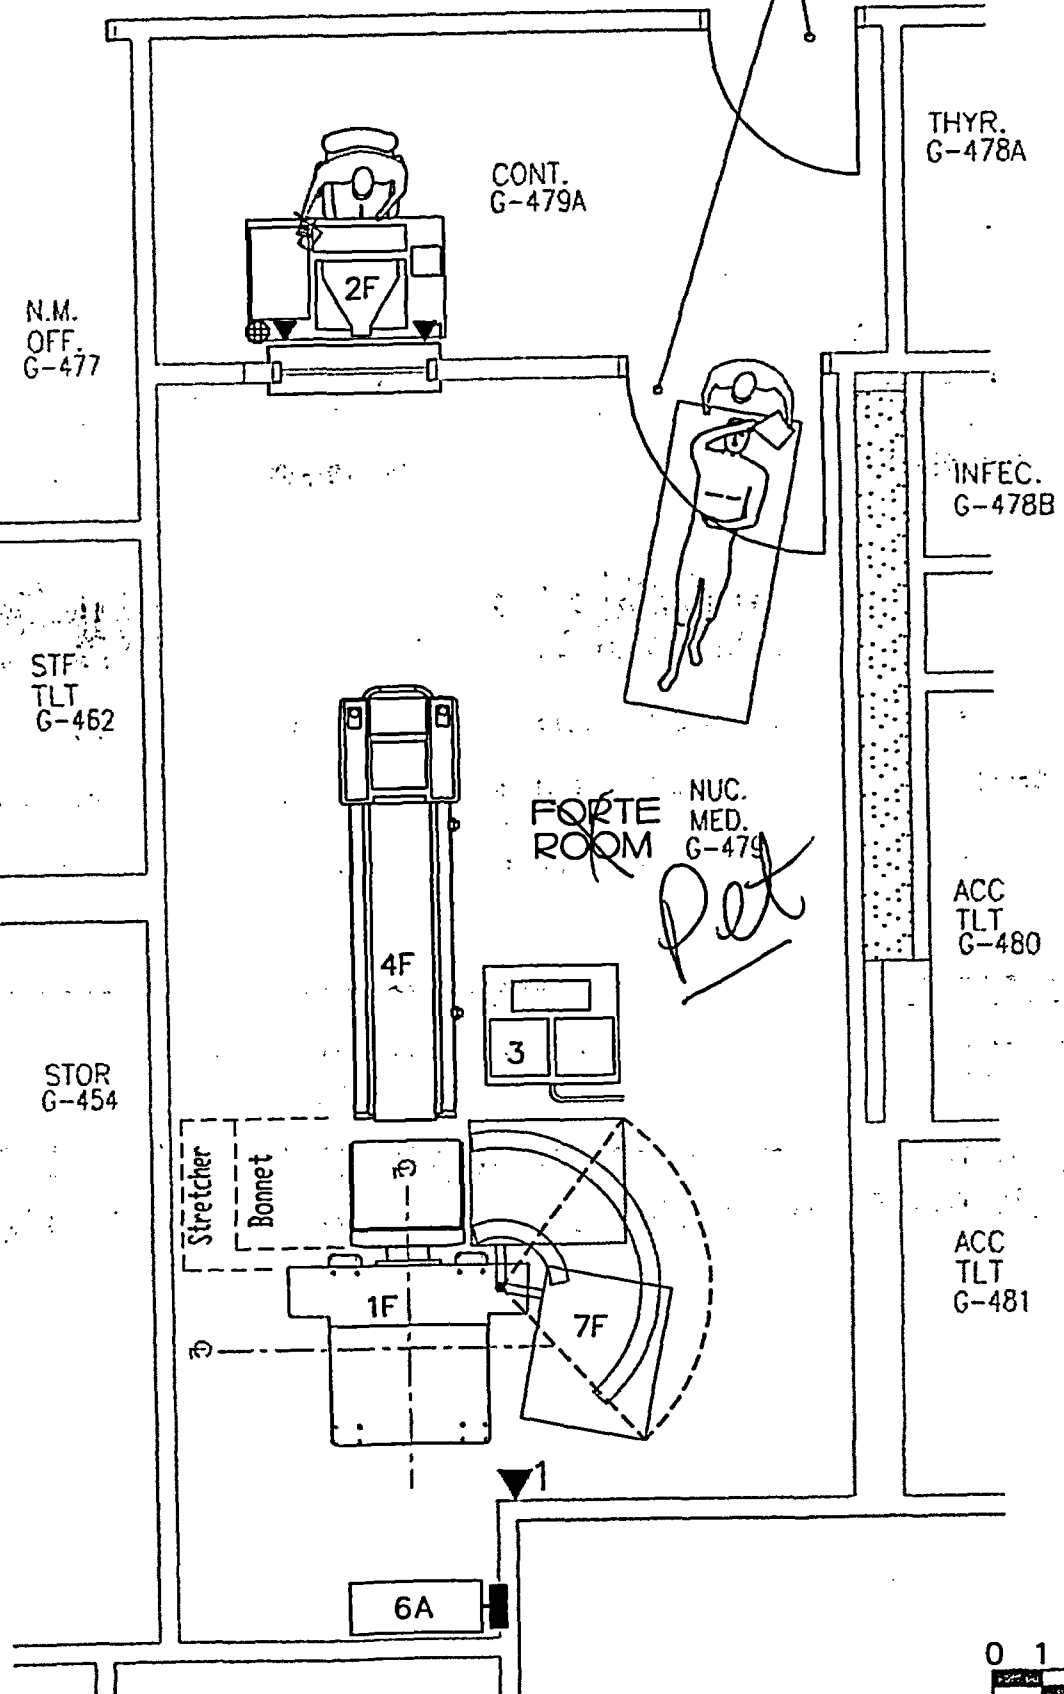 THYR.
G-478A
CONT.
G-479A
2F
N.M.
OFF.
G-477
INFEC.
G-478B
STF
TLT
G-462
FORTE
ROOM
NUC.
MED.
G-479
Pet
ACC
TLT
G-480
4F
3
STOR
G-454
Stretcher
Bonnet
1F
7F
ACC
TLT
G-481
1
6A
0 1